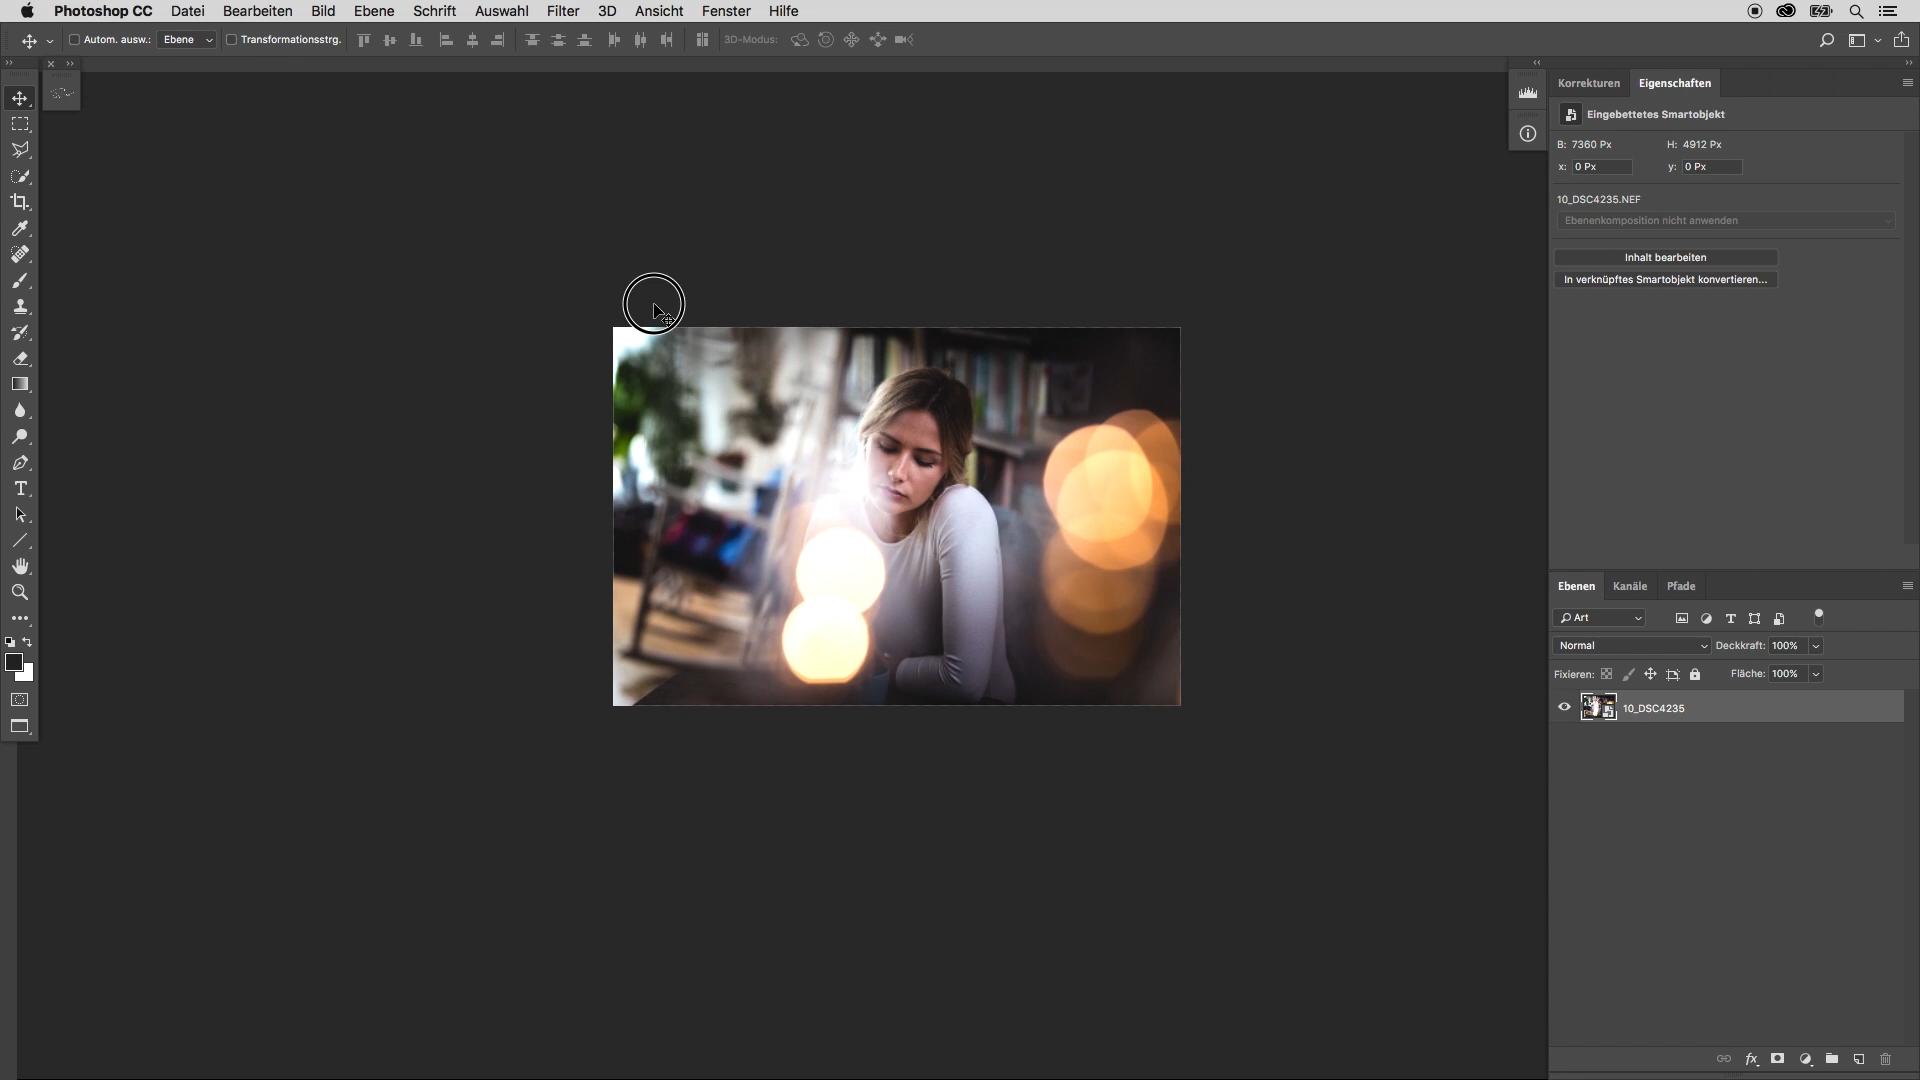 Photoshop CC Datei Bearbeiten Bild Ebene Schrift Auswahl Filter 3D Ansicht Fenster Hilfe
Autom. ausw.: Ebene Transformationsstrg. 3D-Modus:
Korrekturen Eigenschaften
Eingebettetes Smartobjekt
B: 7360 Px H: 4912 Px
x: 0 Px y: 0 Px
10_DSC4235.NEF
Ebenenkomposition nicht anwenden
Inhalt bearbeiten
In verknüpftes Smartobjekt konvertieren...
Ebenen Kanäle Pfade
Art
Normal Deckkraft: 100%
Fixieren: Fläche: 100%
10_DSC4235
fx